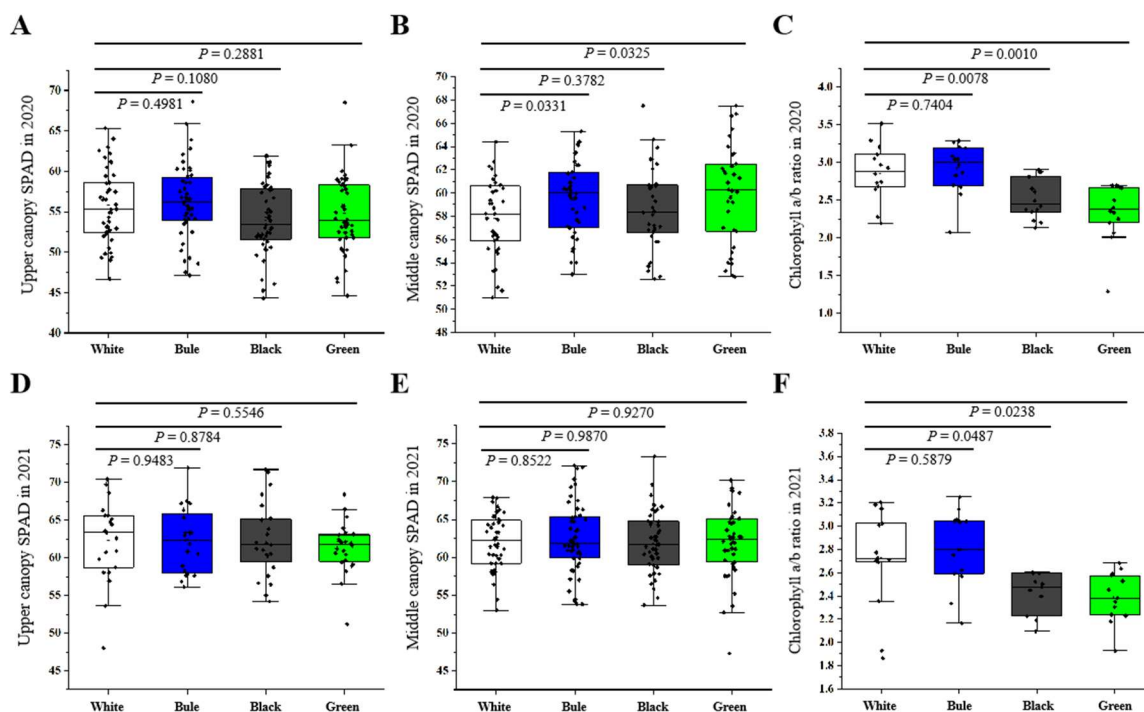 A
P = 0.2881
P = 0.1080
P = 0.4981
Upper canopy SPAD in 2020
70
65
60
55
50
45
40
White Bule Black Green
B
P = 0.0325
P = 0.3782
P = 0.0331
Middle canopy SPAD in 2020
70
68
66
64
62
60
58
56
54
52
50
48
White Bule Black Green
C
P = 0.0010
P = 0.0078
P = 0.7404
Chlorophyll a/b ratio in 2020
4.0
3.5
3.0
2.5
2.0
1.5
1.0
White Bule Black Green
D
P = 0.5546
P = 0.8784
P = 0.9483
Upper canopy SPAD in 2021
75
70
65
60
55
50
45
White Bule Black Green
E
P = 0.9270
P = 0.9870
P = 0.8522
Middle canopy SPAD in 2021
75
70
65
60
55
50
45
White Bule Black Green
F
P = 0.0238
P = 0.0487
P = 0.5879
Chlorophyll a/b ratio in 2021
3.8
3.6
3.4
3.2
3.0
2.8
2.6
2.4
2.2
2.0
1.8
1.6
White Bule Black Green